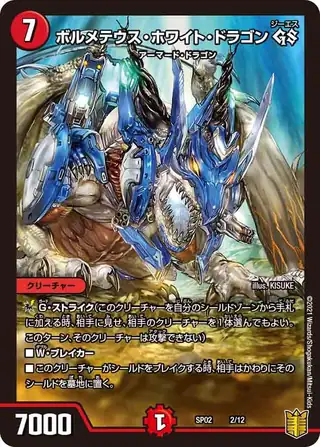 7
ジーエス
ボルメテウス・ホワイト・ドラゴン GS
アーマード・ドラゴン
illus. KISUKE
クリーチャー
G・ストライク(このクリーチャーを自分のシールドゾーンから手札
に加える時、相手に見せ、相手のクリーチャーを1体選んでもよい。
このターン、そのクリーチャーは攻撃できない)
■W・ブレイカー
■このクリーチャーがシールドをブレイクする時、相手はかわりにそ
のシールドを墓地に置く。
©2021 Wizards/Shogakukan/Mitsui-Kids
7000
1
SP02 2/12